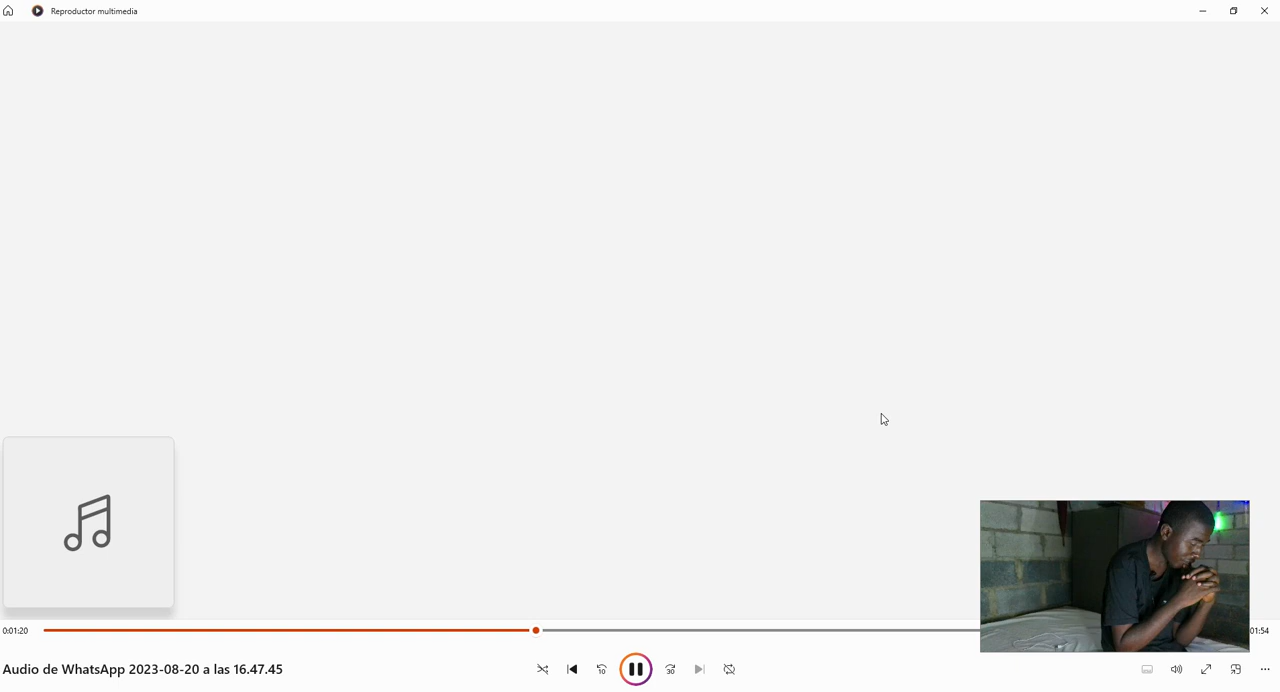 Reproductor multimedia
0:01:20
01:54
Audio de WhatsApp 2023-08-20 a las 16.47.45
10
30